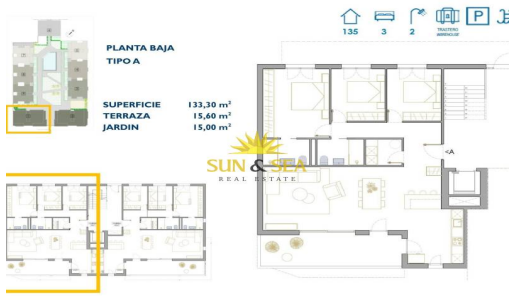 PLANTA BAJA
TIPO A
SUPERFICIE 133,30 m²
TERRAZA 15,60 m²
JARDIN 15,00 m²
135 3 2 TRASTERO
P
<A
SUN & SEA
REAL ESTATE